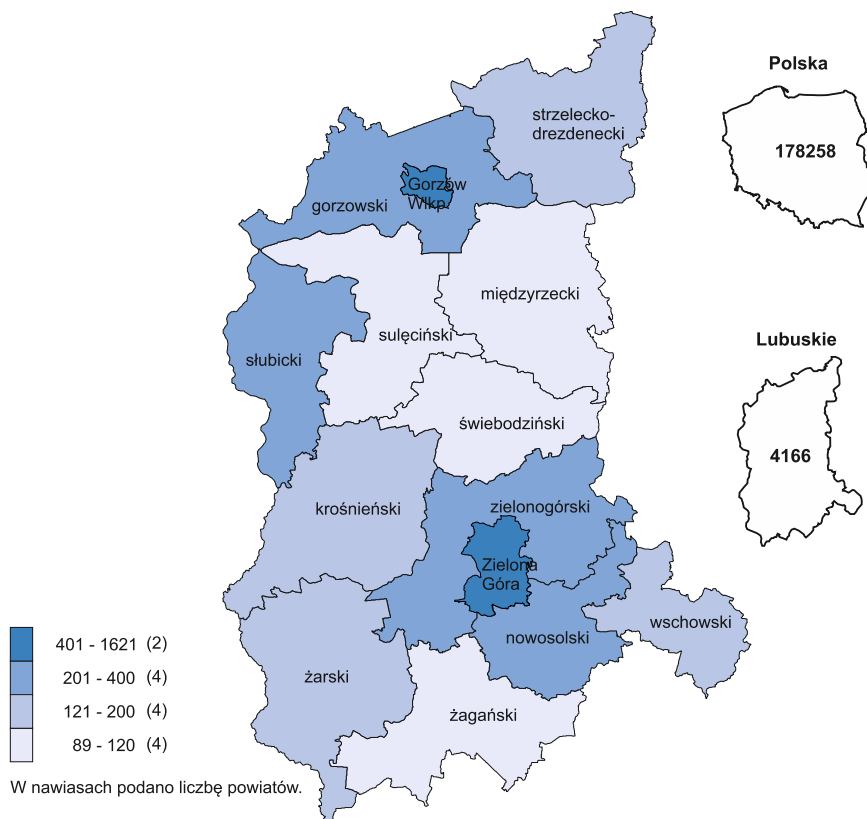 Polska
178258
strzelecko-
drezdenecki
Gorzów
Wlkp.
gorzowski
międzyrzecki
sulęciński
słubicki
Lubuskie
4166
świebodziński
krośnieński
zielonogórski
Zielona
Góra
wschowski
nowosolski
żarski
żagański
401 - 1621 (2)
201 - 400 (4)
121 - 200 (4)
89 - 120 (4)
W nawiasach podano liczbę powiatów.